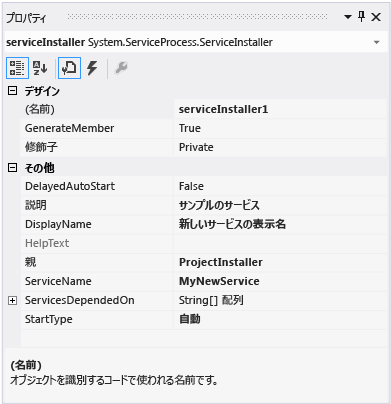 プロパティ
serviceInstaller System.ServiceProcess.ServiceInstaller
デザイン
(名前) serviceInstaller1
GenerateMember True
修飾子 Private
その他
DelayedAutoStart False
説明 サンプルのサービス
DisplayName 新しいサービスの表示名
HelpText
親 ProjectInstaller
ServiceName MyNewService
ServicesDependedOn String[] 配列
StartType 自動
(名前)
オブジェクトを識別するコードで使われる名前です。